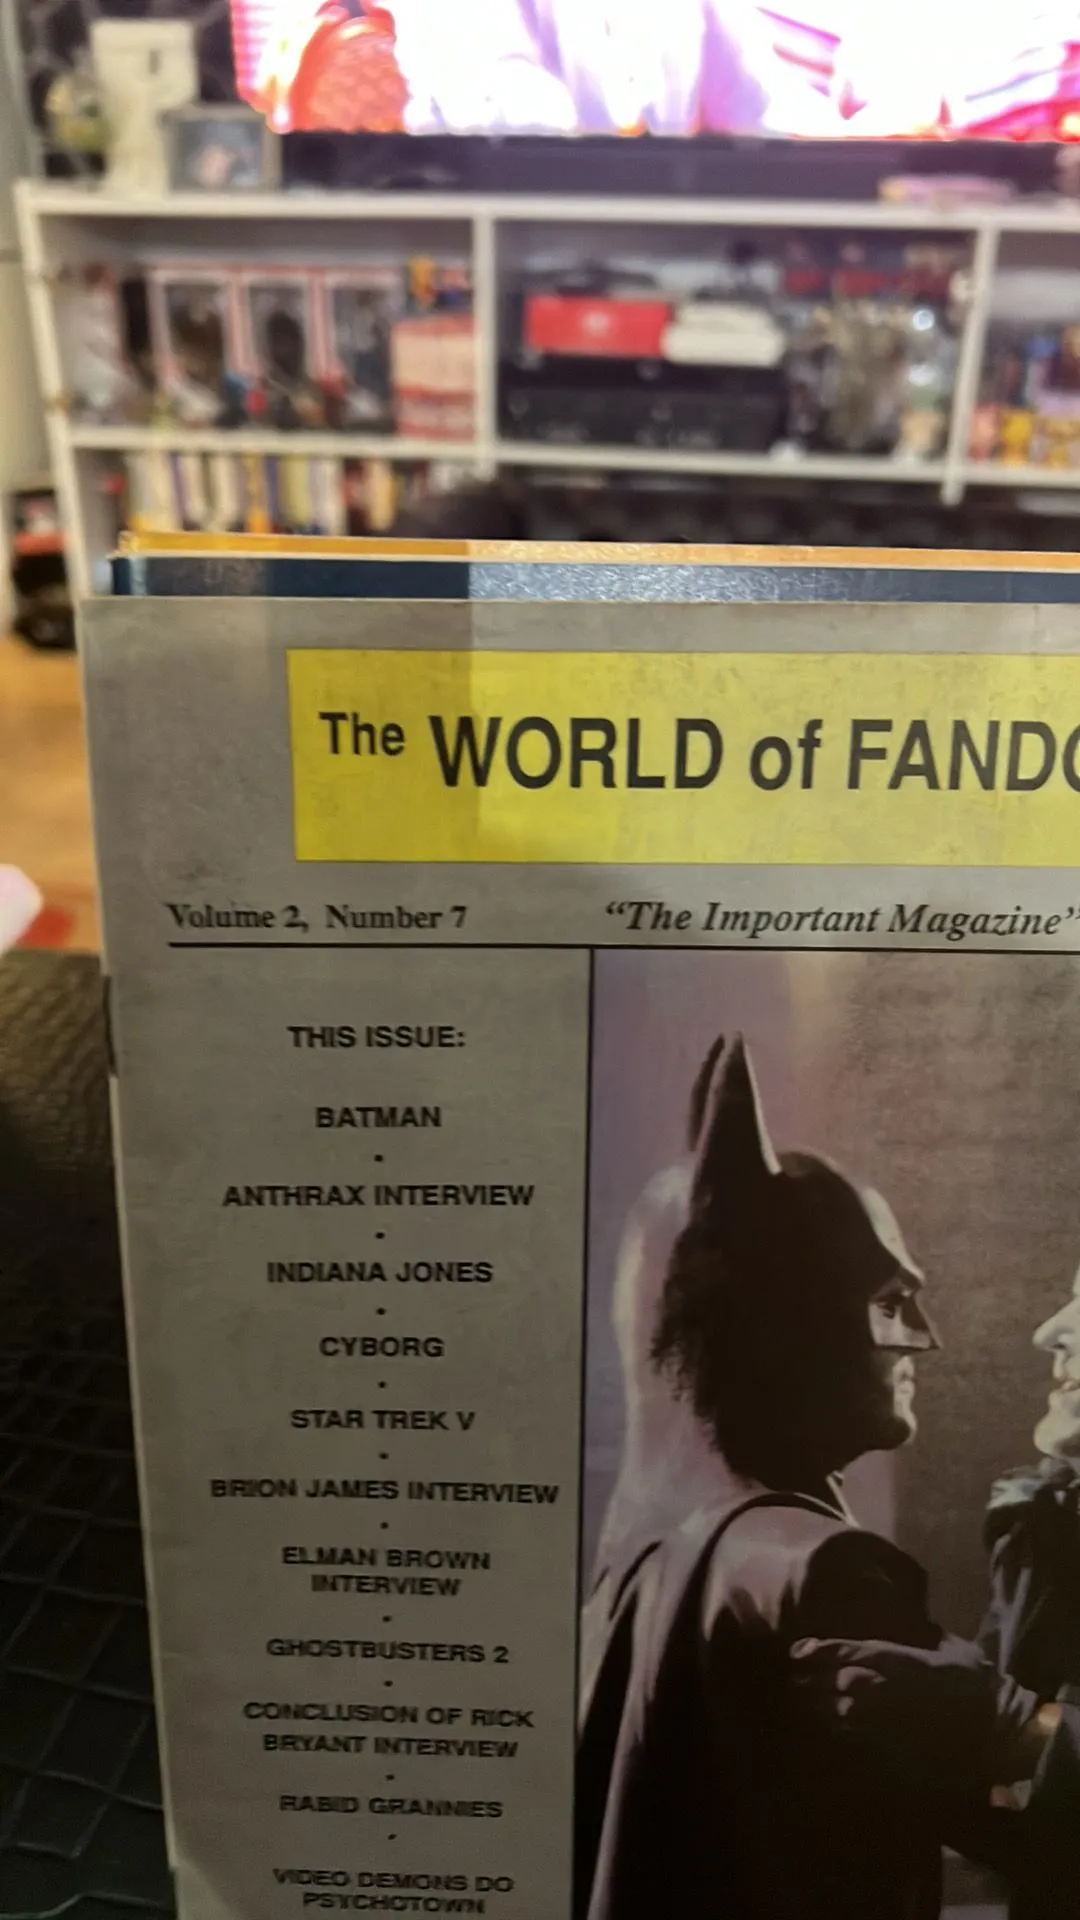 The WORLD of FANDO
Volume 2, Number 7
"The Important Magazine"
THIS ISSUE:
BATMAN
•
ANTHRAX INTERVIEW
•
INDIANA JONES
•
CYBORG
•
STAR TREK V
•
BRION JAMES INTERVIEW
•
ELMAN BROWN
INTERVIEW
•
GHOSTBUSTERS 2
•
CONCLUSION OF RICK
BRYANT INTERVIEW
•
RABID GRANNIES
•
VIDEO DEMONS DO
PSYCHOTOWN